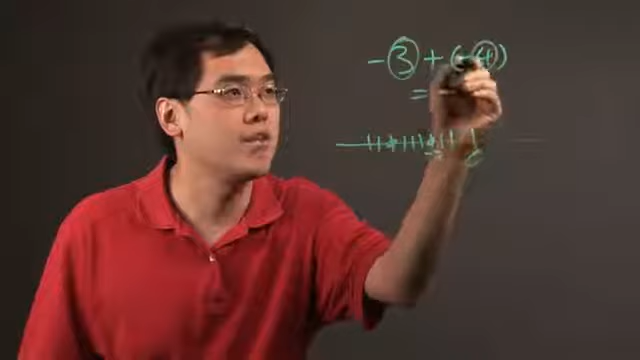 -3+(-4)
=